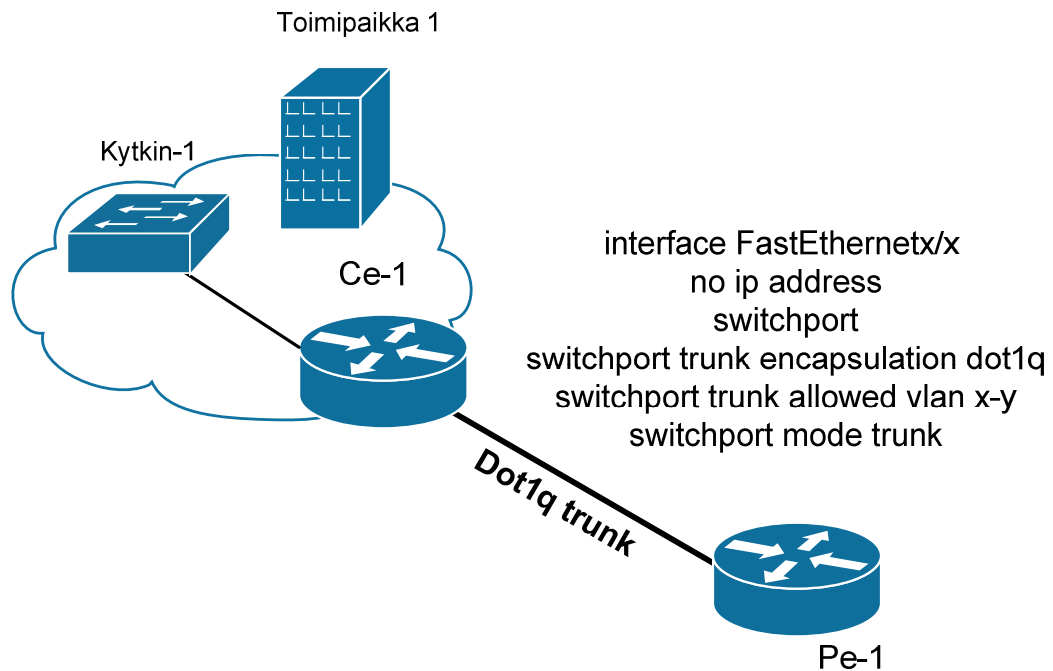 Toimipaikka 1
Kytkin-1
Ce-1
interface FastEthernetx/x
no ip address
switchport
switchport trunk encapsulation dot1q
switchport trunk allowed vlan x-y
switchport mode trunk
Dot1q trunk
Pe-1